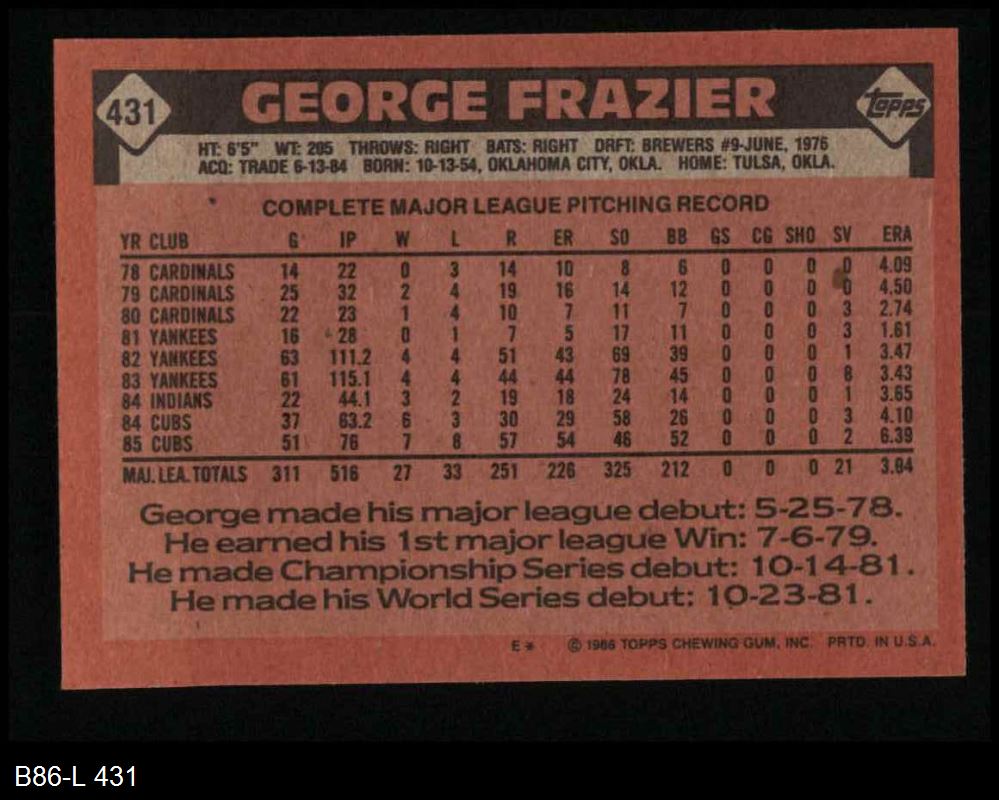 431 GEORGE FRAZIER Topps
HT: 6'5" WT: 205 THROWS: RIGHT BATS: RIGHT DRFT: BREWERS #9-JUNE, 1976
ACQ: TRADE 6-13-84 BORN: 10-13-54, OKLAHOMA CITY, OKLA. HOME: TULSA, OKLA.
COMPLETE MAJOR LEAGUE PITCHING RECORD
YR CLUB G IP W L R ER SO BB GS CG SHO SV ERA
78 CARDINALS 14 22 0 3 14 10 8 6 0 0 0 0 4.09
79 CARDINALS 25 32 2 4 19 16 14 12 0 0 0 0 4.50
80 CARDINALS 22 23 1 4 10 7 11 7 0 0 0 3 2.74
81 YANKEES 16 28 0 1 7 5 17 11 0 0 0 3 1.61
82 YANKEES 63 111.2 4 4 51 43 69 39 0 0 0 1 3.47
83 YANKEES 61 115.1 4 4 44 44 78 45 0 0 0 8 3.43
84 INDIANS 22 44.1 3 2 19 18 24 14 0 0 0 1 3.65
84 CUBS 37 63.2 6 3 30 29 58 26 0 0 0 3 4.10
85 CUBS 51 76 7 8 57 54 46 52 0 0 0 2 6.39
MAJ. LEA. TOTALS 311 516 27 33 251 226 325 212 0 0 0 21 3.94
George made his major league debut: 5-25-78.
He earned his 1st major league Win: 7-6-79.
He made Championship Series debut: 10-14-81.
He made his World Series debut: 10-23-81.
E* © 1986 TOPPS CHEWING GUM, INC. PRTD. IN U.S.A.
B86-L 431